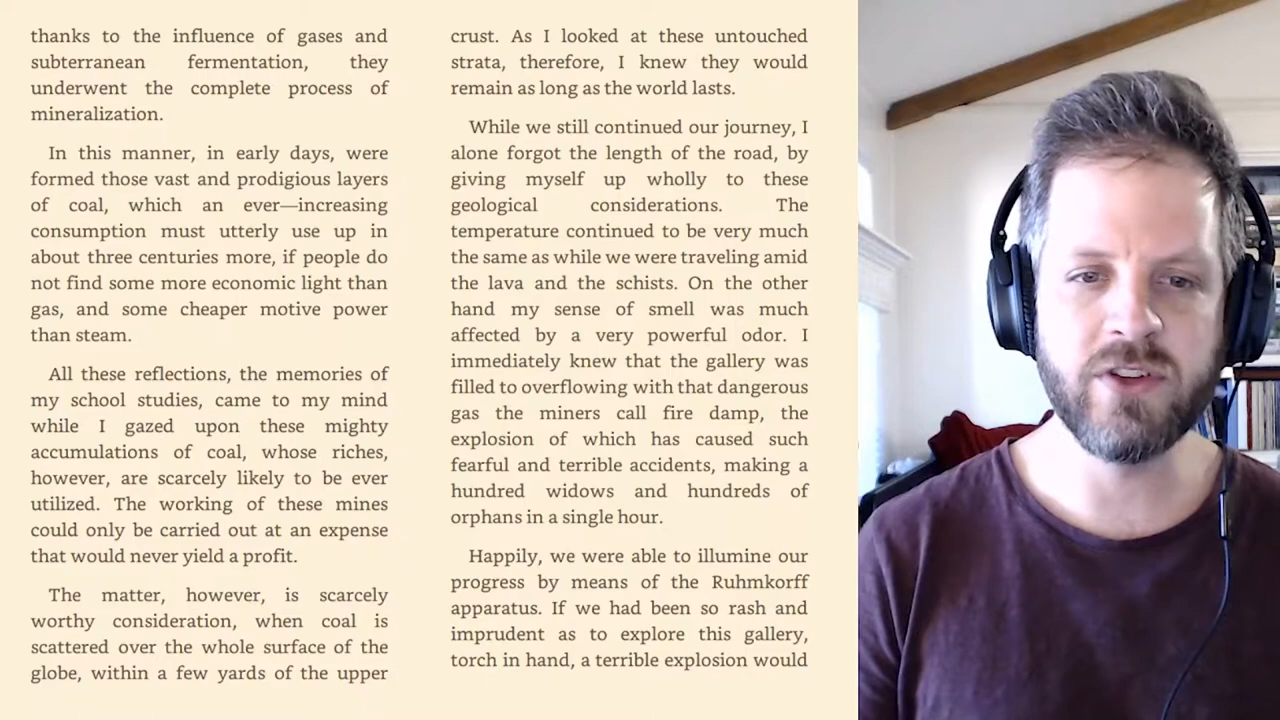 thanks to the influence of gases and
subterranean fermentation, they
underwent the complete process of
mineralization.
In this manner, in early days, were
formed those vast and prodigious layers
of coal, which an ever—increasing
consumption must utterly use up in
about three centuries more, if people do
not find some more economic light than
gas, and some cheaper motive power
than steam.
All these reflections, the memories of
my school studies, came to my mind
while I gazed upon these mighty
accumulations of coal, whose riches,
however, are scarcely likely to be ever
utilized. The working of these mines
could only be carried out at an expense
that would never yield a profit.
The matter, however, is scarcely
worthy consideration, when coal is
scattered over the whole surface of the
globe, within a few yards of the upper
crust. As I looked at these untouched
strata, therefore, I knew they would
remain as long as the world lasts.
While we still continued our journey, I
alone forgot the length of the road, by
giving myself up wholly to these
geological considerations. The
temperature continued to be very much
the same as while we were traveling amid
the lava and the schists. On the other
hand my sense of smell was much
affected by a very powerful odor. I
immediately knew that the gallery was
filled to overflowing with that dangerous
gas the miners call fire damp, the
explosion of which has caused such
fearful and terrible accidents, making a
hundred widows and hundreds of
orphans in a single hour.
Happily, we were able to illumine our
progress by means of the Ruhmkorff
apparatus. If we had been so rash and
imprudent as to explore this gallery,
torch in hand, a terrible explosion would